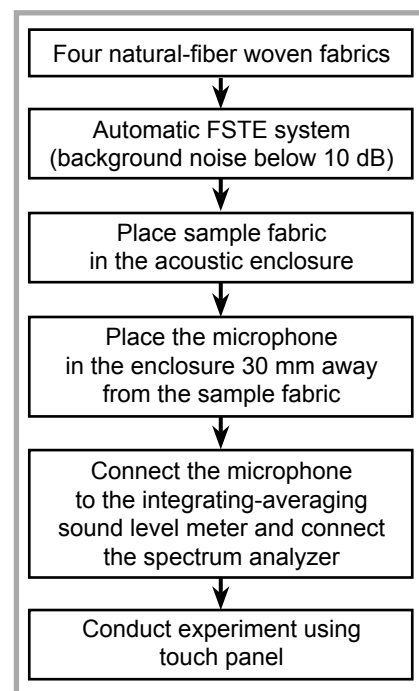 Four natural-fiber woven fabrics
Automatic FSTE system
(background noise below 10 dB)
Place sample fabric
in the acoustic enclosure
Place the microphone
in the enclosure 30 mm away
from the sample fabric
Connect the microphone
to the integrating-averaging
sound level meter and connect
the spectrum analyzer
Conduct experiment using
touch panel